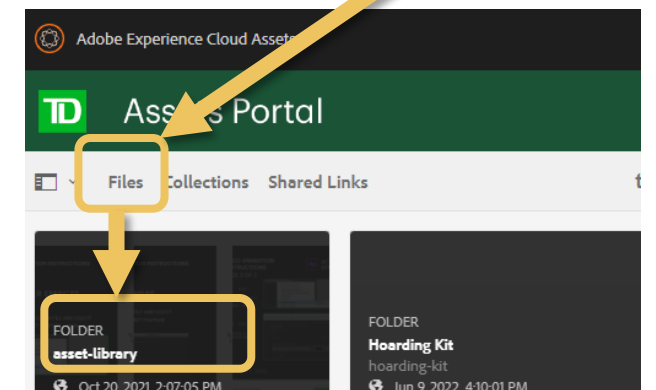 Adobe Experience Cloud Assets
TD Assets Portal
Files Collections Shared Links
FOLDER
asset-library
Oct 20, 2021 2:07:05 PM
FOLDER
Hoarding Kit
hoarding-kit
Jun 9, 2022, 4:10:01 PM